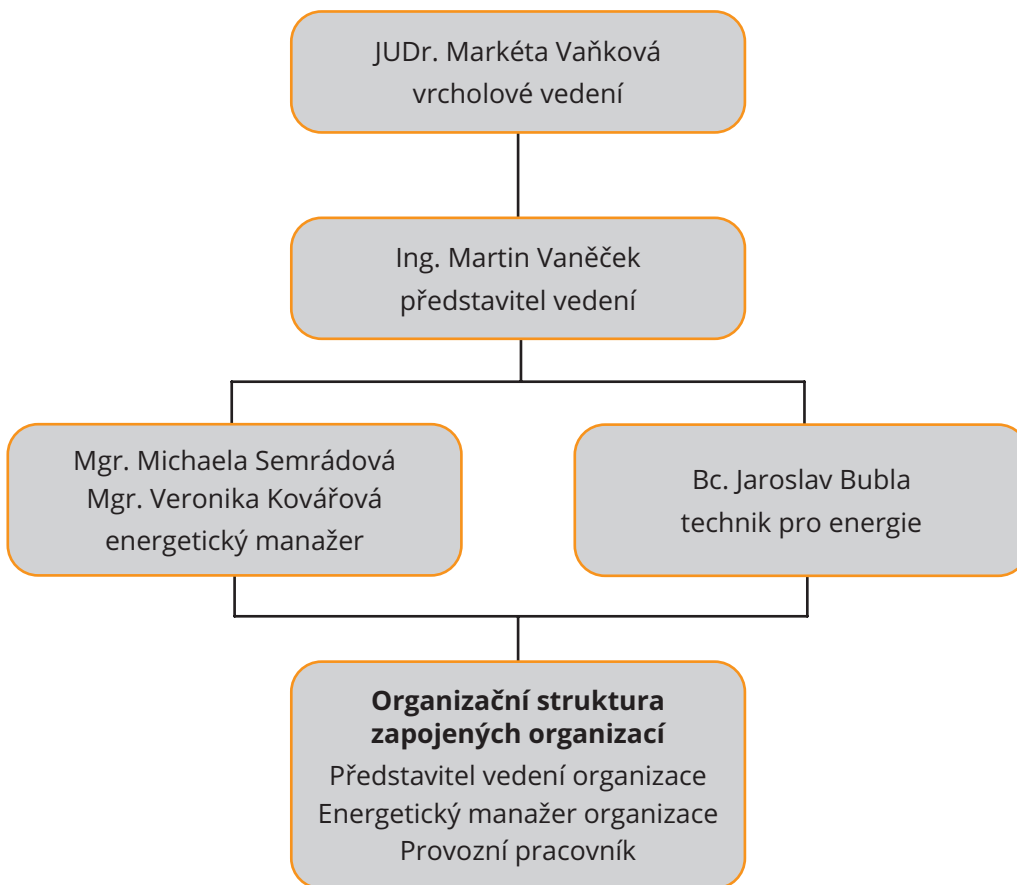 JUDr. Markéta Vaňková
vrcholové vedení
Ing. Martin Vaněček
představitel vedení
Mgr. Michaela Semrádová
Mgr. Veronika Kovářová
energetický manažer
Bc. Jaroslav Bubla
technik pro energie
Organizační struktura
zapojených organizací
Představitel vedení organizace
Energetický manažer organizace
Provozní pracovník